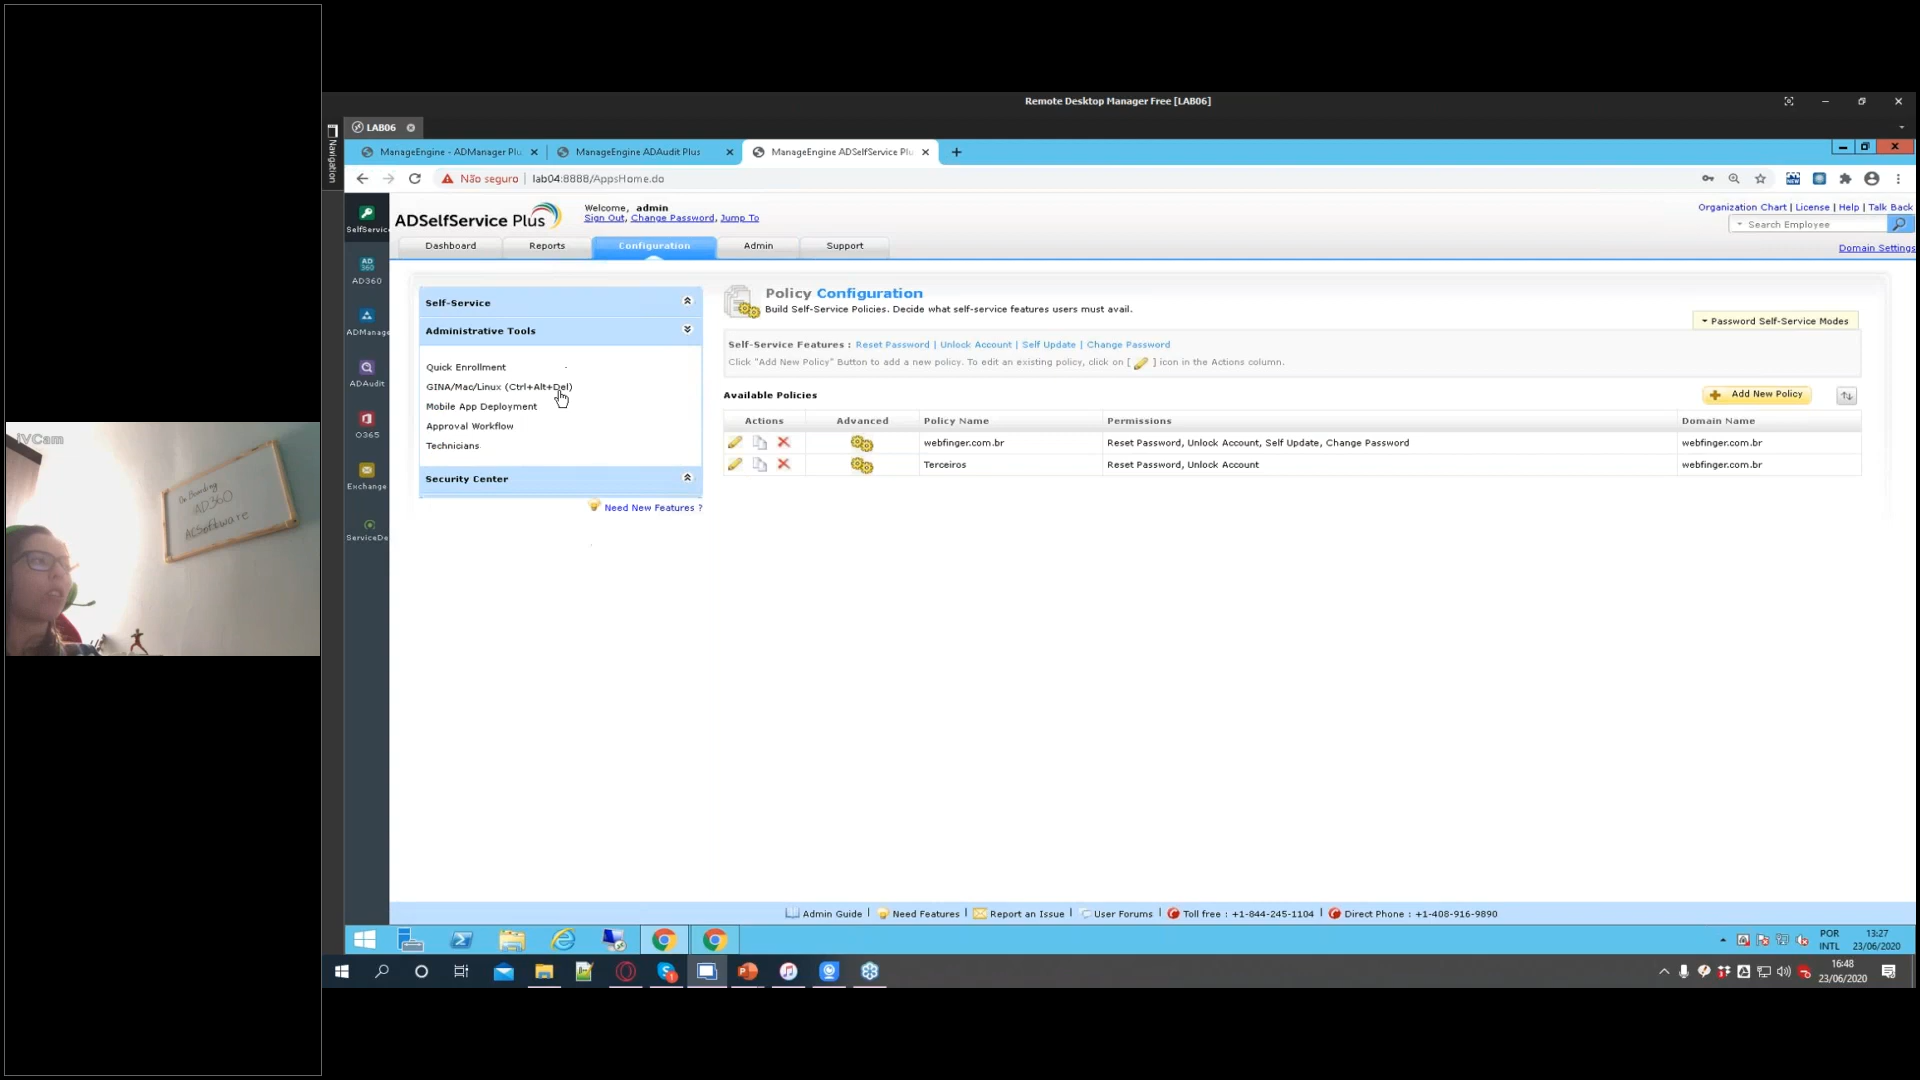 Remote Desktop Manager Free [LAB06]
LAB06
Navigation
ManageEngine - ADManager Plu
ManageEngine ADAudit Plus
ManageEngine ADSelfService Plu
Não seguro
lab04:8888/AppsHome.do
SelfService
AD360
ADManage
ADAudit
O365
Exchange
ServiceDe
ADSelfService Plus
Welcome, admin
Sign Out, Change Password, Jump To
Organization Chart | License | Help | Talk Back
Search Employee
Domain Settings
Dashboard
Reports
Configuration
Admin
Support
Self-Service
Administrative Tools
Quick Enrollment
GINA/Mac/Linux (Ctrl+Alt+Del)
Mobile App Deployment
Approval Workflow
Technicians
Security Center
Need New Features ?
Policy Configuration
Build Self-Service Policies. Decide what self-service features users must avail.
Password Self-Service Modes
Self-Service Features : Reset Password | Unlock Account | Self Update | Change Password
Click "Add New Policy" Button to add a new policy. To edit an existing policy, click on [ ] icon in the Actions column.
Available Policies
Add New Policy
Actions Advanced Policy Name Permissions Domain Name
webfinger.com.br Reset Password, Unlock Account, Self Update, Change Password webfinger.com.br
Terceiros Reset Password, Unlock Account webfinger.com.br
Admin Guide | Need Features | Report an Issue | User Forums | Toll free : +1-844-245-1104 | Direct Phone : +1-408-916-9890
POR
INTL
13:27
23/06/2020
16:48
23/06/2020
iVCam
On Boarding
AD360
ACSoftware